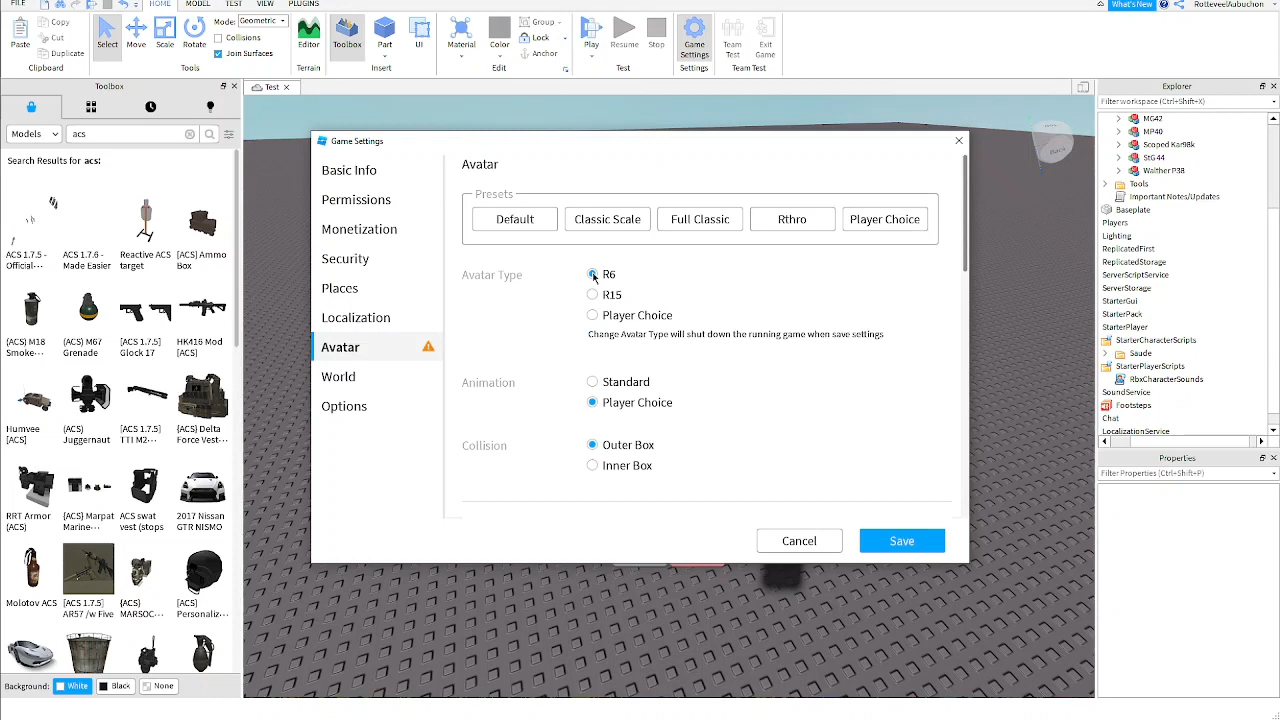 FILE HOME MODEL TEST VIEW PLUGINS What's New RotteveelAubuchon
Paste Copy Cut Duplicate Clipboard
Select Move Scale Rotate Mode: Geometric Collisions Join Surfaces Tools
Editor Terrain
Toolbox Part UI Insert
Material Color Group Lock Anchor Edit
Play Resume Stop Test
Game Settings Settings
Team Test Exit Game Team Test
Toolbox
Models acs
Search Results for acs:
ACS 1.7.5 - Official··· ACS 1.7.6 - Made Easier Reactive ACS target [ACS] Ammo Box
{ACS} M18 Smoke··· {ACS} M67 Grenade [ACS 1.7.5] Glock 17 HK416 Mod [ACS]
Humvee [ACS] {ACS} Juggernaut [ACS 1.7.5] TTI M2··· {ACS} Delta Force Vest···
RRT Armor {ACS} {ACS} Marpat Marine··· ACS swat vest (stops 2017 Nissan GTR NISMO
Molotov ACS [ACS 1.7.5] AR57 /w Five {ACS} MARSOC··· {ACS} Personaliz···
Background: White Black None
Test
Game Settings
Basic Info
Permissions
Monetization
Security
Places
Localization
Avatar
World
Options
Avatar
Presets
Default Classic Scale Full Classic Rthro Player Choice
Avatar Type R6
R15
Player Choice
Change Avatar Type will shut down the running game when save settings
Animation Standard
Player Choice
Collision Outer Box
Inner Box
Cancel Save
Back
Explorer
Filter workspace (Ctrl+Shift+X)
MG42
MP40
Scoped Kar98k
StG 44
Walther P38
Tools
Important Notes/Updates
Baseplate
Players
Lighting
ReplicatedFirst
ReplicatedStorage
ServerScriptService
ServerStorage
StarterGui
StarterPack
StarterPlayer
StarterCharacterScripts
Saude
StarterPlayerScripts
RbxCharacterSounds
SoundService
Footsteps
Chat
LocalizationService
Properties
Filter Properties (Ctrl+Shift+P)